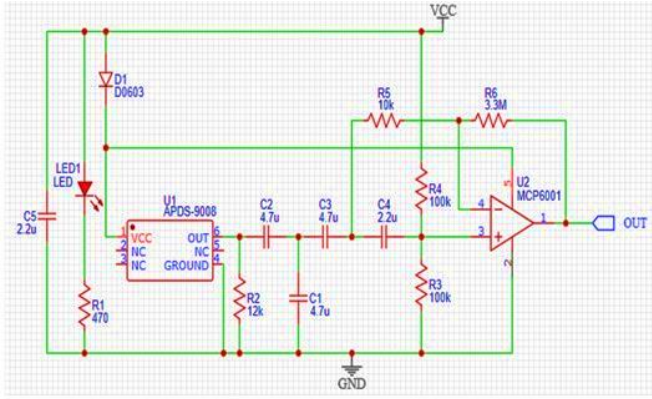 VCC
D1
D0603
R5
10k
R6
3.3M
LED1
LED
U1
APDS-9008
C5
2.2u
1
VCC
2
NC
3
NC
OUT
6
NC
5
GROUND
4
C2
4.7u
C3
4.7u
C4
2.2u
R4
100k
U2
MCP6001
5
4
3
1
2
OUT
R1
470
R2
12k
C1
4.7u
R3
100k
GND